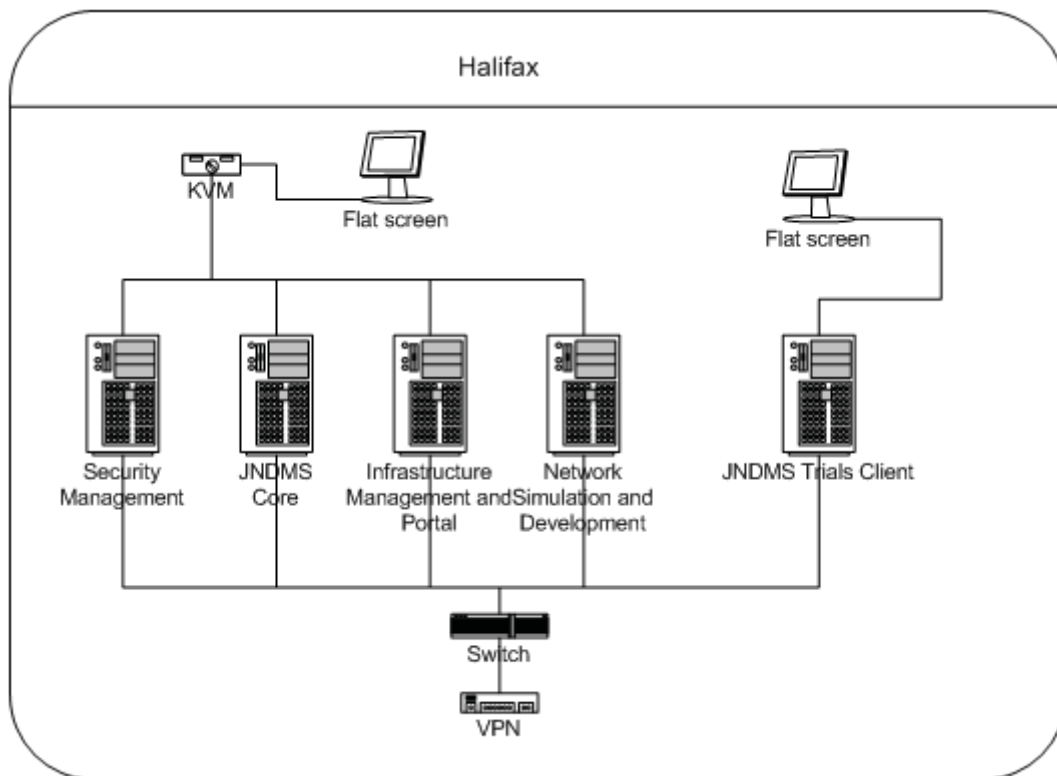 Halifax
KVM
Flat screen
Flat screen
Security
Management
JNDMS
Core
Infrastructure
Management and
Portal
Network
Simulation and
Development
JNDMS Trials Client
Switch
VPN